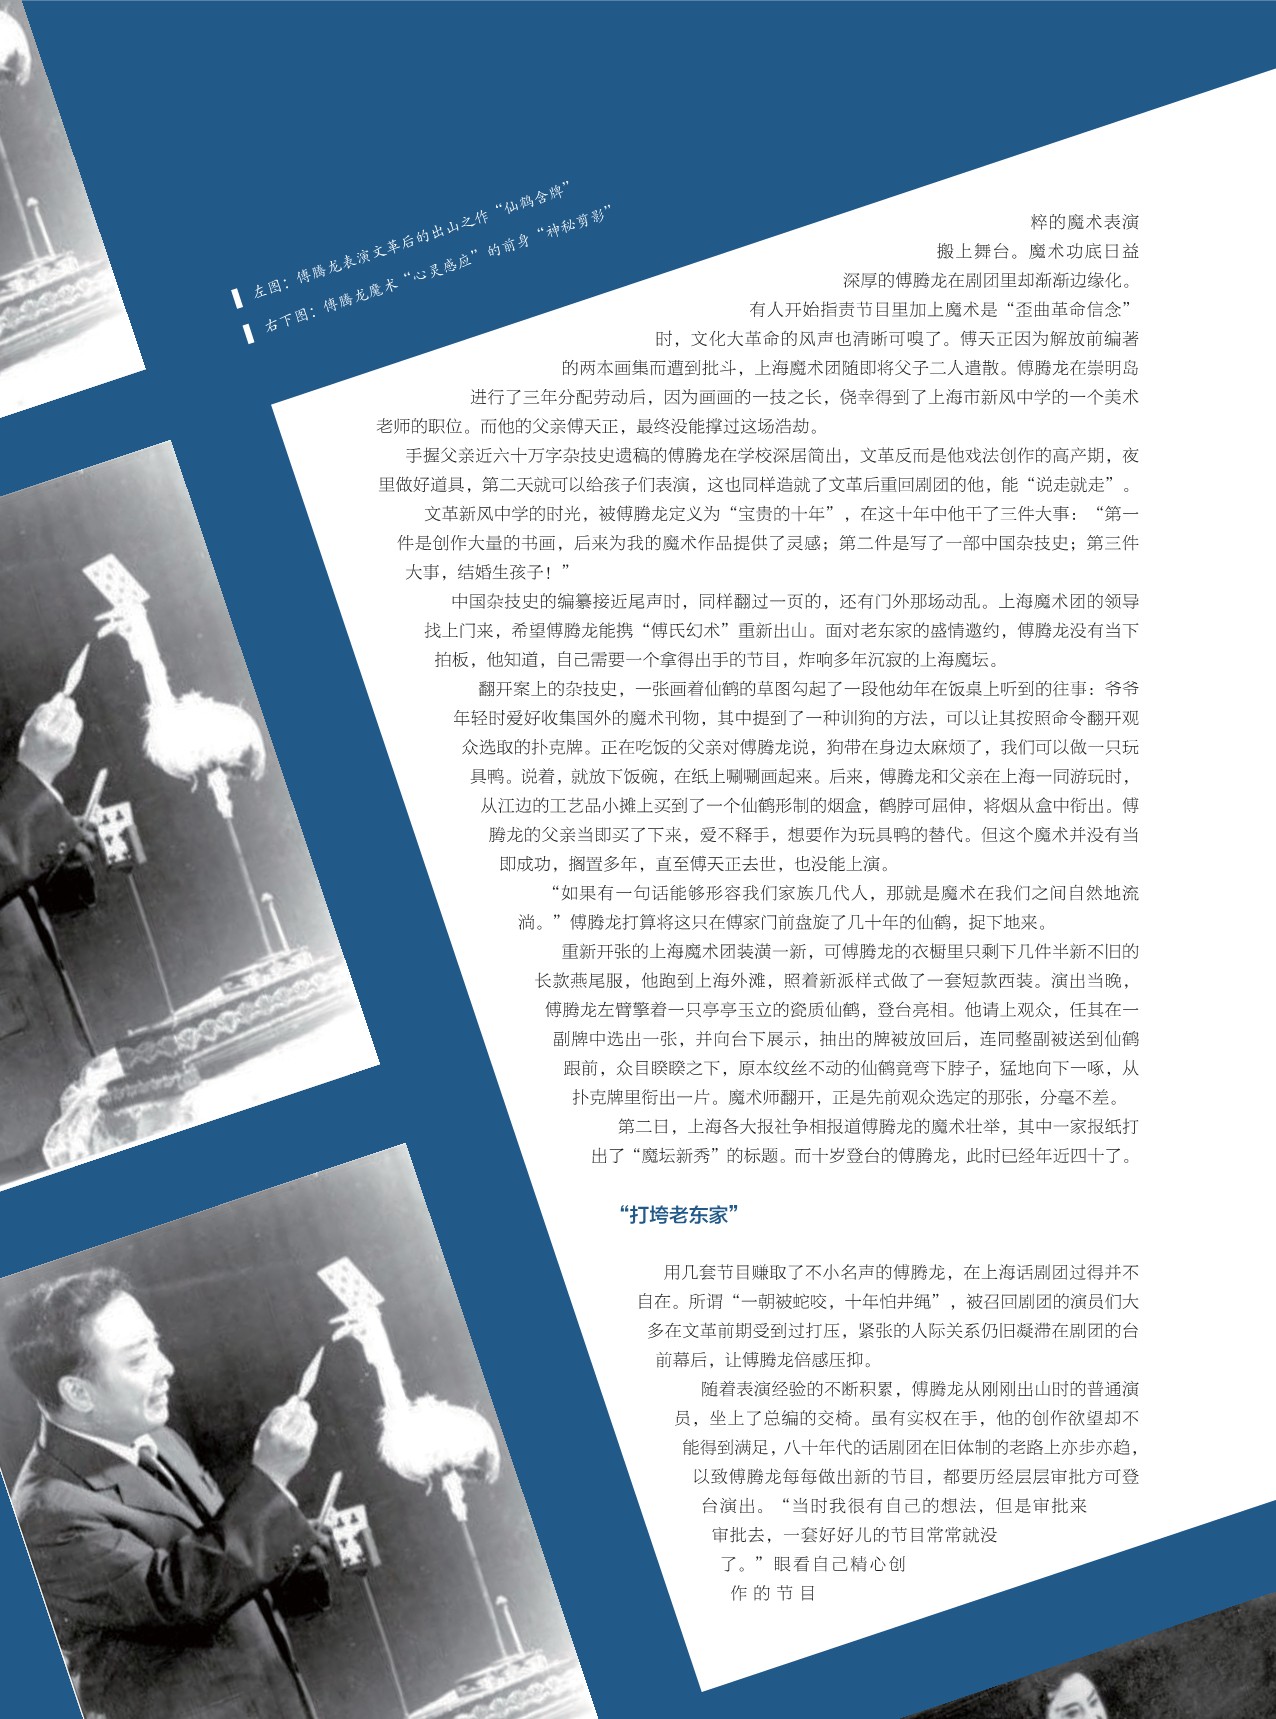 左图：傅腾龙表演文革后的出山之作“仙鹤含牌”
右下图：傅腾龙魔术“心灵感应”的前身“神秘剪影”
粹的魔术表演
搬上舞台。魔术功底日益
深厚的傅腾龙在剧团里却渐渐边缘化。
有人开始指责节目里加上魔术是“歪曲革命信念”
时，文化大革命的风声也清晰可嗅了。傅天正因为解放前编著
的两本画集而遭到批斗，上海魔术团随即将父子二人遣散。傅腾龙在崇明岛
进行了三年分配劳动后，因为画画的一技之长，侥幸得到了上海市新风中学的一个美术
老师的职位。而他的父亲傅天正，最终没能撑过这场浩劫。
手握父亲近六十万字杂技史遗稿的傅腾龙在学校深居简出，文革反而是他戏法创作的高产期，夜
里做好道具，第二天就可以给孩子们表演，这也同样造就了文革后重回剧团的他，能“说走就走”。
文革新风中学的时光，被傅腾龙定义为“宝贵的十年”，在这十年中他干了三件大事：“第一
件是创作大量的书画，后来为我的魔术作品提供了灵感；第二件是写了一部中国杂技史；第三件
大事，结婚生孩子！”
中国杂技史的编纂接近尾声时，同样翻过一页的，还有门外那场动乱。上海魔术团的领导
找上门来，希望傅腾龙能携“傅氏幻术”重新出山。面对老东家的盛情邀约，傅腾龙没有当下
拍板，他知道，自己需要一个拿得出手的节目，炸响多年沉寂的上海魔坛。
翻开案上的杂技史，一张画着仙鹤的草图勾起了一段他幼年在饭桌上听到的往事：爷爷
年轻时爱好收集国外的魔术刊物，其中提到了一种训狗的方法，可以让其按照命令翻开观
众选取的扑克牌。正在吃饭的父亲对傅腾龙说，狗带在身边太麻烦了，我们可以做一只玩
具鸭。说着，就放下饭碗，在纸上唰唰画起来。后来，傅腾龙和父亲在上海一同游玩时，
从江边的工艺品小摊上买到了一个仙鹤形制的烟盒，鹤脖可屈伸，将烟从盒中衔出。傅
腾龙的父亲当即买了下来，爱不释手，想要作为玩具鸭的替代。但这个魔术并没有当
即成功，搁置多年，直至傅天正去世，也没能上演。
“如果有一句话能够形容我们家族几代人，那就是魔术在我们之间自然地流
淌。”傅腾龙打算将这只在傅家门前盘旋了几十年的仙鹤，捉下地来。
重新开张的上海魔术团装潢一新，可傅腾龙的衣橱里只剩下几件半新不旧的
长款燕尾服，他跑到上海外滩，照着新派样式做了一套短款西装。演出当晚，
傅腾龙左臂擎着一只亭亭玉立的瓷质仙鹤，登台亮相。他请上观众，任其在一
副牌中选出一张，并向台下展示，抽出的牌被放回后，连同整副被送到仙鹤
跟前，众目睽睽之下，原本纹丝不动的仙鹤竟弯下脖子，猛地向下一啄，从
扑克牌里衔出一片。魔术师翻开，正是先前观众选定的那张，分毫不差。
第二日，上海各大报社争相报道傅腾龙的魔术壮举，其中一家报纸打
出了“魔坛新秀”的标题。而十岁登台的傅腾龙，此时已经年近四十了。
“打垮老东家”
用几套节目赚取了不小名声的傅腾龙，在上海话剧团过得并不
自在。所谓“一朝被蛇咬，十年怕井绳”，被召回剧团的演员们大
多在文革前期受到过打压，紧张的人际关系仍旧凝滞在剧团的台
前幕后，让傅腾龙倍感压抑。
随着表演经验的不断积累，傅腾龙从刚刚出山时的普通演
员，坐上了总编的交椅。虽有实权在手，他的创作欲望却不
能得到满足，八十年代的话剧团在旧体制的老路上亦步亦趋，
以致傅腾龙每每做出新的节目，都要历经层层审批方可登
台演出。“当时我很有自己的想法，但是审批来
审批去，一套好好儿的节目常常就没
了。”眼看自己精心创
作的节目